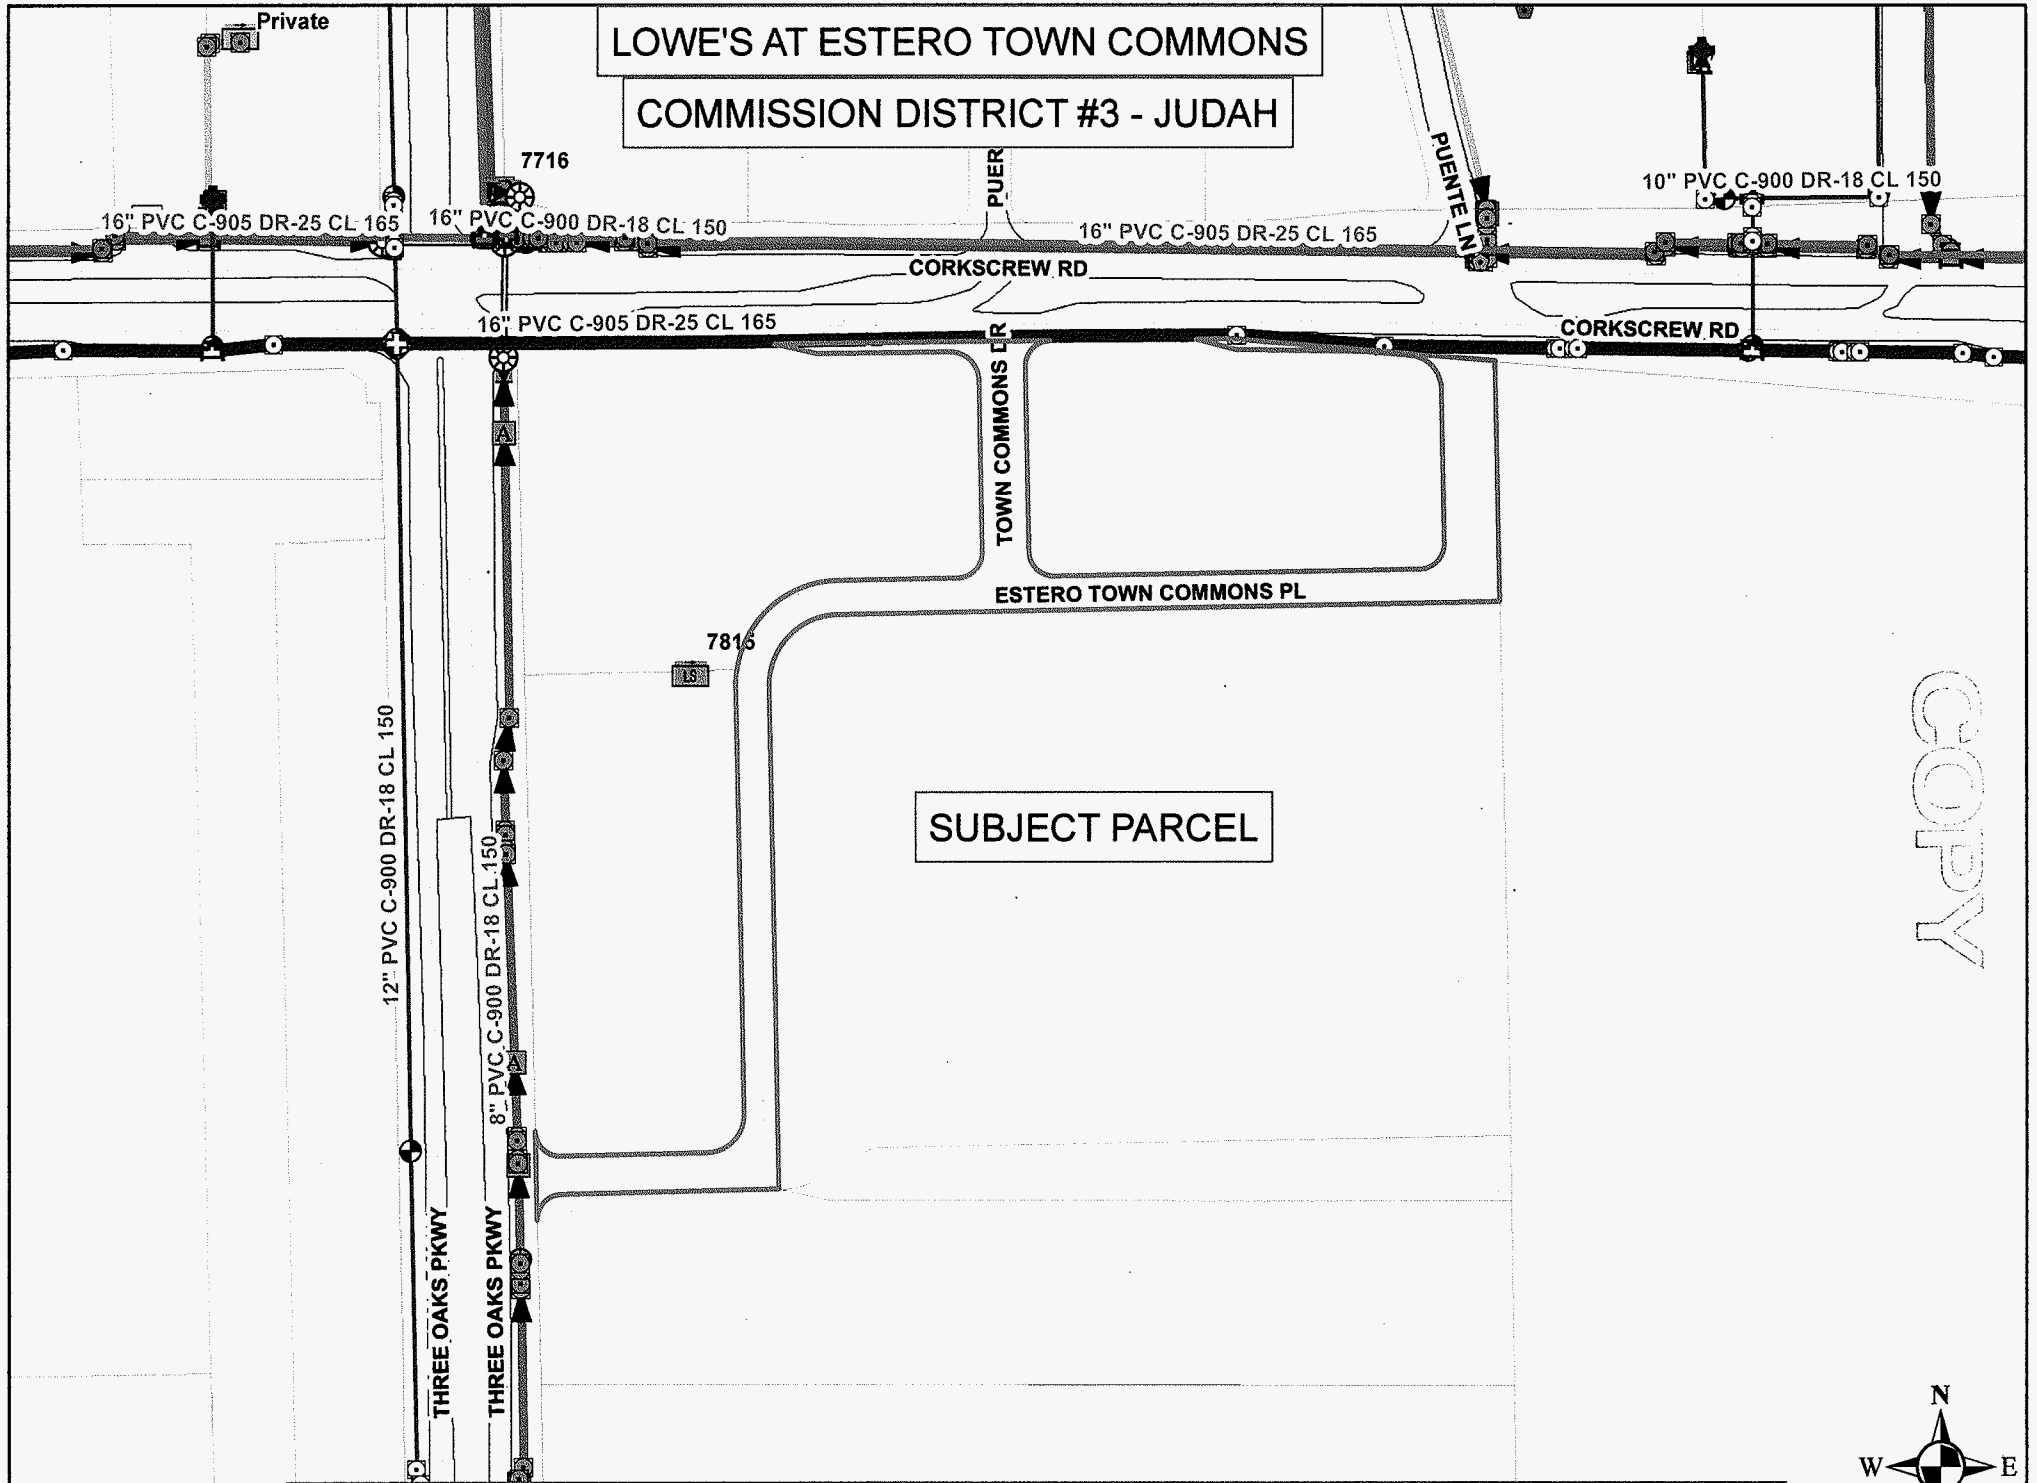 Private
LOWE'S AT ESTERO TOWN COMMONS
COMMISSION DISTRICT #3 - JUDAH
7716
PUER
PUENTE LN
10" PVC C-900 DR-18 CL 150
16" PVC C-905 DR-25 CL 165
16" PVC C-900 DR-18 CL 150
16" PVC C-905 DR-25 CL 165
CORKSCREW RD
16" PVC C-905 DR-25 CL 165
CORKSCREW RD
TOWN COMMONS DR
A
ESTERO TOWN COMMONS PL
7816
LS
12" PVC C-900 DR-18 CL 150
8" PVC C-900 DR-18 CL 150
SUBJECT PARCEL
COPY
A
THREE OAKS PKWY
THREE OAKS PKWY
N
W
E